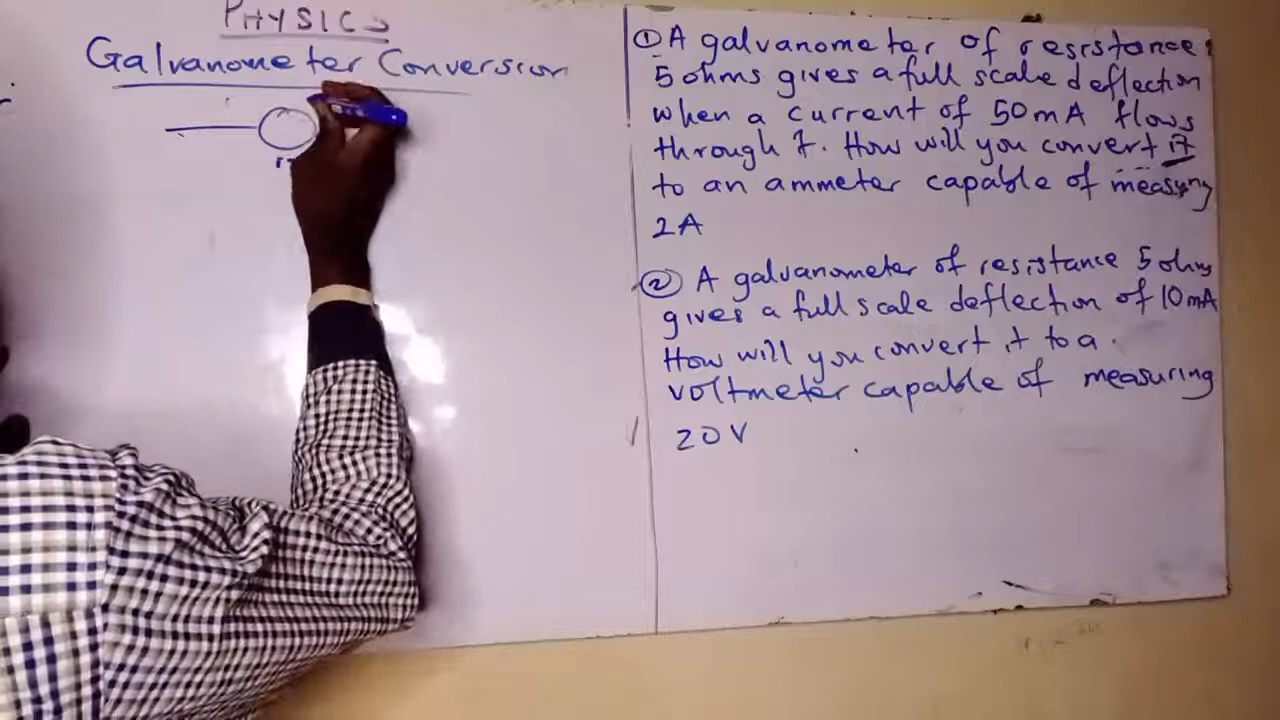 PHYSICS
Galvanometer Conversion
① A galvanometer of resistance
5 ohms gives a full scale deflection
when a current of 50mA flows
through it. How will you convert it
to an ammeter capable of measuring
2A
② A galvanometer of resistance 5 ohms
gives a full scale deflection of 10mA
How will you convert it to a
voltmeter capable of measuring
20V